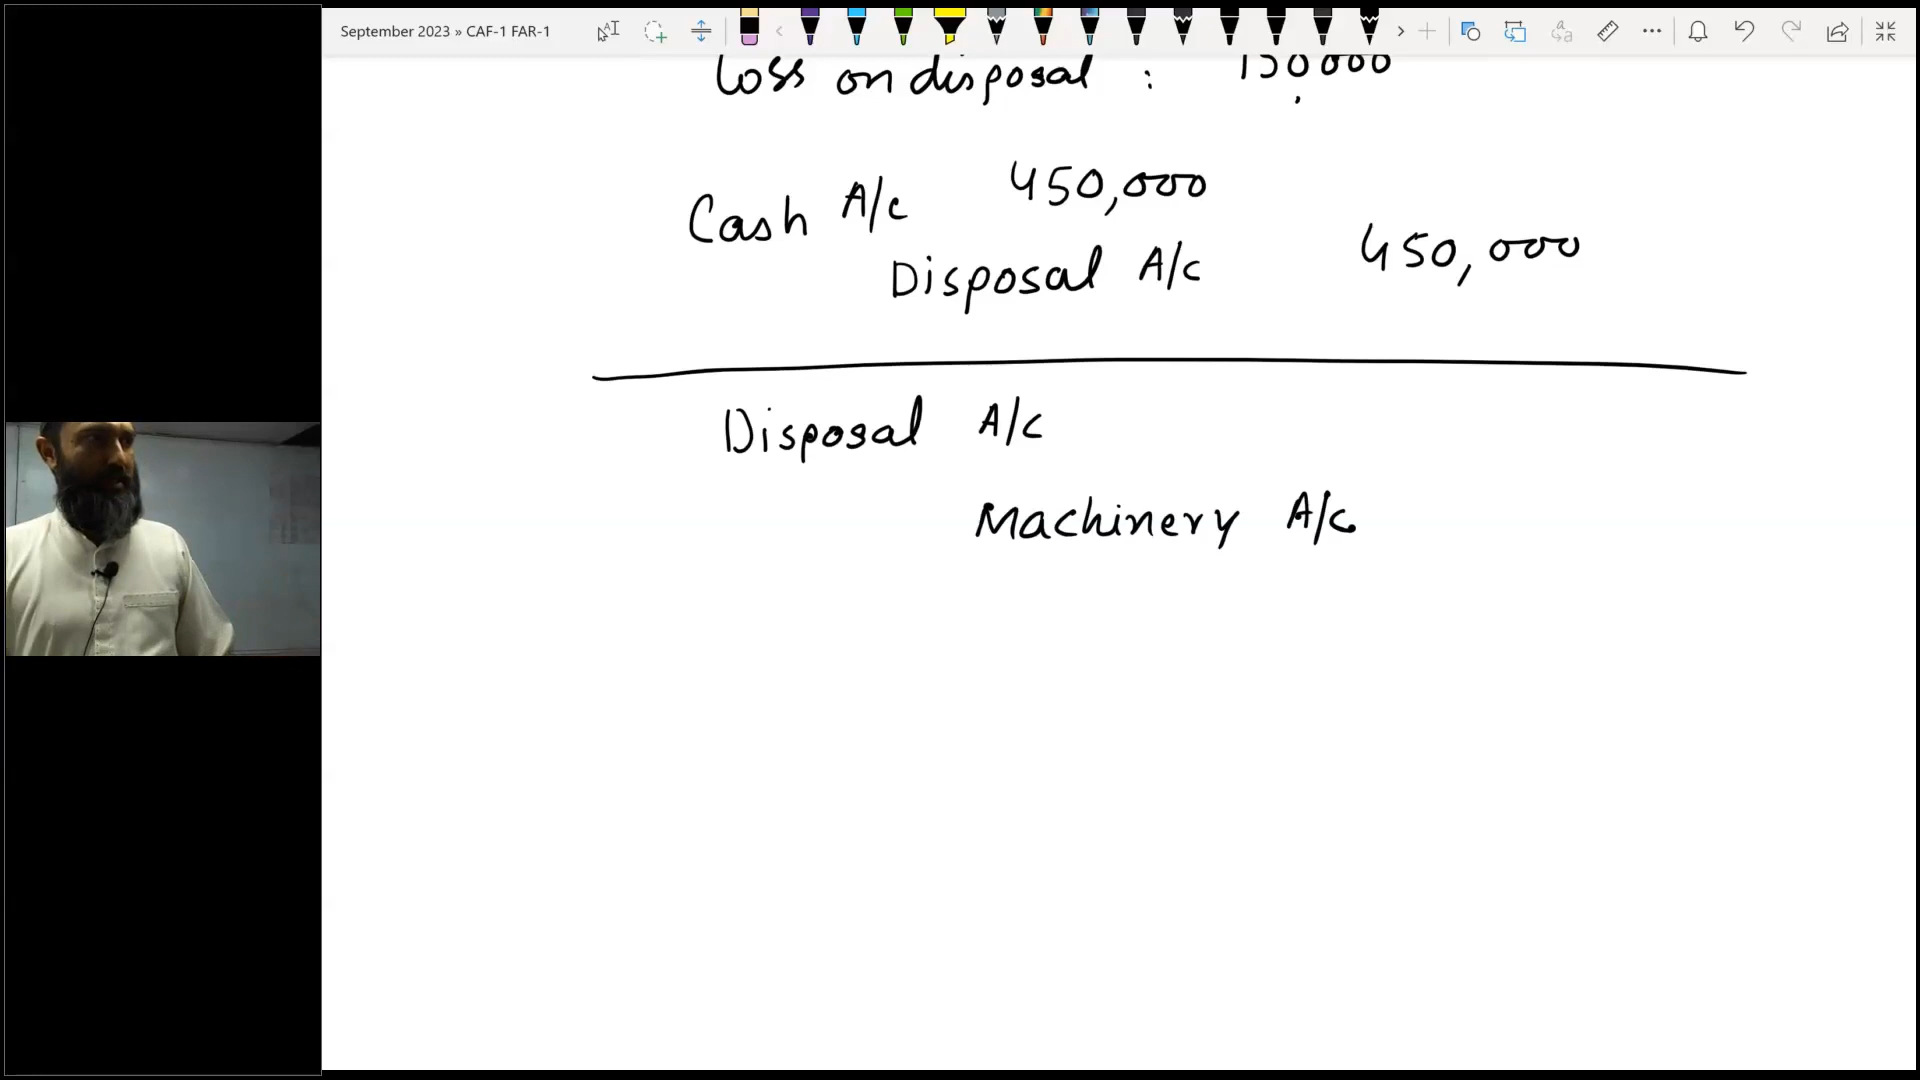 September 2023 » CAF-1 FAR-1
Loss on disposal : 150000
Cash A/c 450,000
Disposal A/c 450,000
Disposal A/c
Machinery A/c